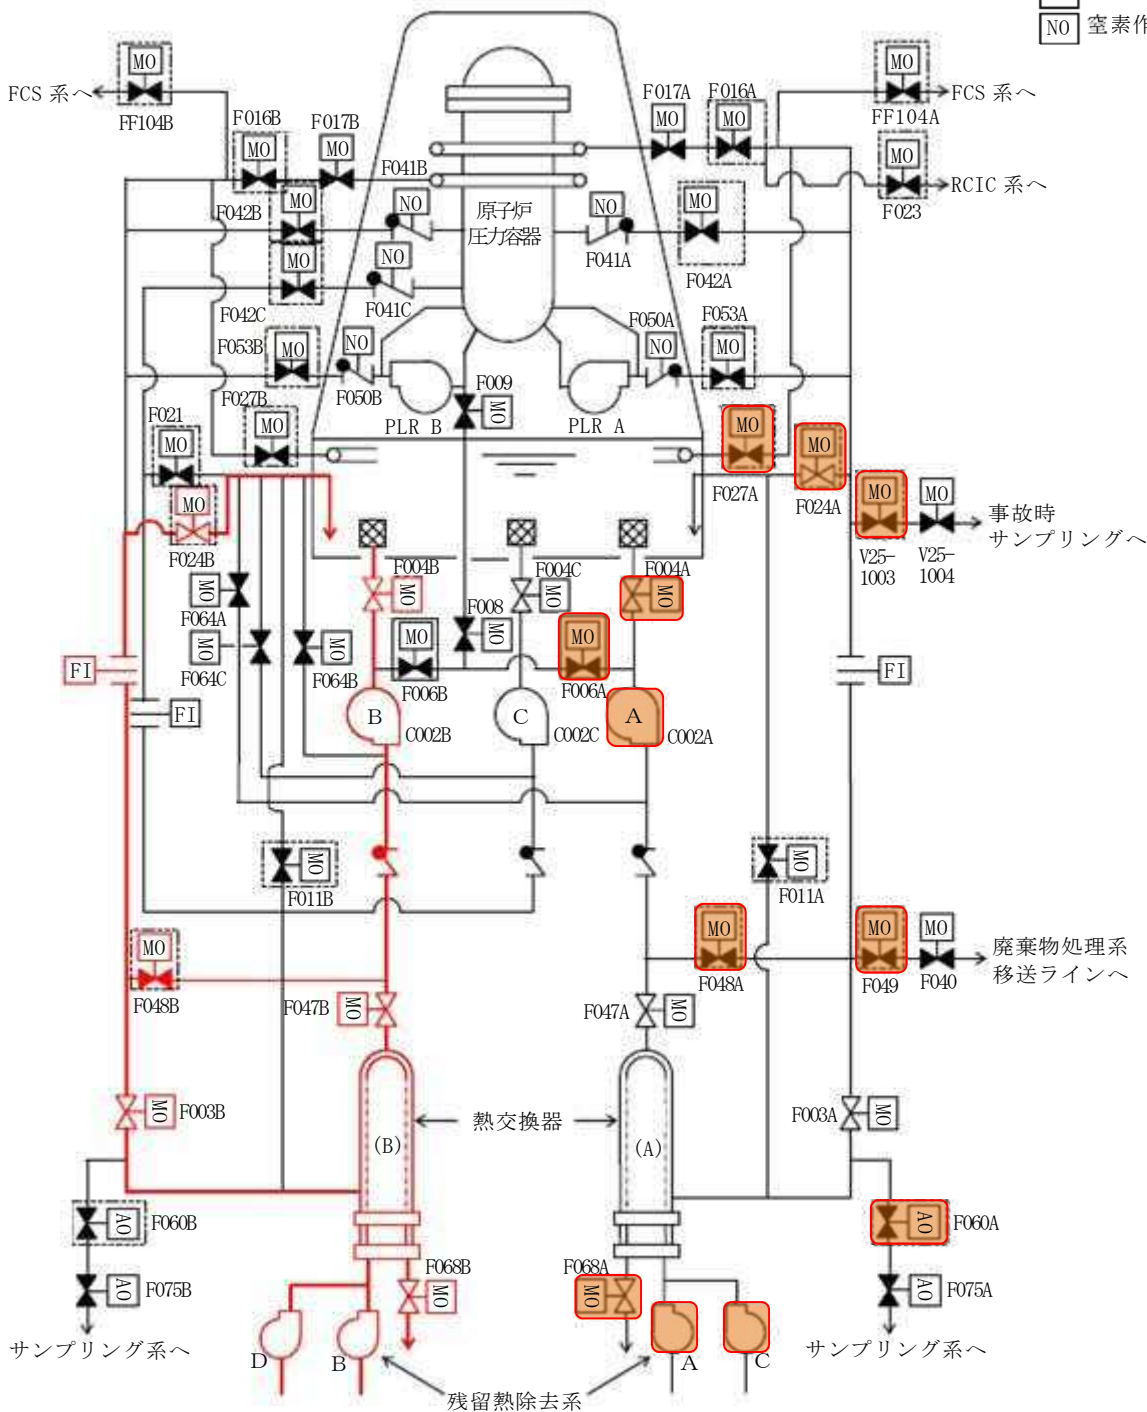 NO 窒素作
MO
MO
FCS 系へ
FF104B
F016B
F017B
F017A
F016A
FF104A
FCS 系へ
MO
MO
MO
MO
MO
F041B
F042B
MO
NO
原子炉
圧力容器
NO
MO
RCIC 系へ
F023
F041A
F042A
MO
NO
F042C
F041C
F053B
F050A
F053A
MO
NO
NO
MO
F027B
F050B
F009
MO
PLR B
PLR A
F021
MO
MO
MO
MO
F027A
F024A
MO
MO
MO
事故時
サンプリングへ
F024B
V25-
1003
V25-
1004
F004B
F004C
F004A
MO
MO
MO
MO
F064A
F008
MO
MO
F064C
MO
F064B
MO
F006B
MO
F006A
FI
FI
FI
B
C
A
C002B
C002C
C002A
MO
F011B
MO
F011A
MO
MO
MO
MO
廃棄物処理系
移送ラインへ
F048B
F048A
F049
F040
F047B
MO
F047A
MO
MO
F003B
熱交換器
F003A
MO
(B)
(A)
AO
F060B
AO
F060A
F068B
F068A
AO
F075B
MO
MO
AO
F075A
サンプリング系へ
D
B
A
C
サンプリング系へ
残留熱除去系